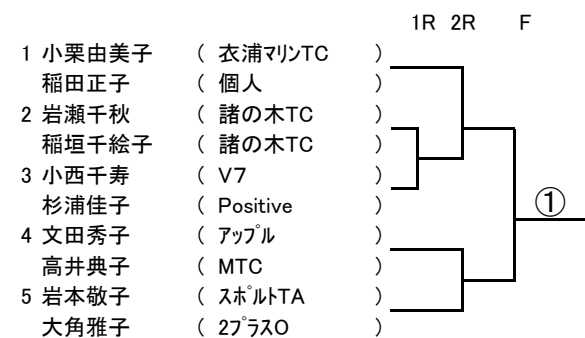 1R 2R F
1 小栗由美子 ( 衣浦ﾏﾘﾝTC )
稲田正子 ( 個人 )
2 岩瀬千秋 ( 諸の木TC )
稲垣千絵子 ( 諸の木TC )
3 小西千寿 ( V7 )
杉浦佳子 ( Positive )
①
4 文田秀子 ( ｱｯﾌﾟﾙ )
高井典子 ( MTC )
5 岩本敬子 ( ｽﾎﾟﾙﾄTA )
大角雅子 ( 2ﾌﾟﾗｽO )